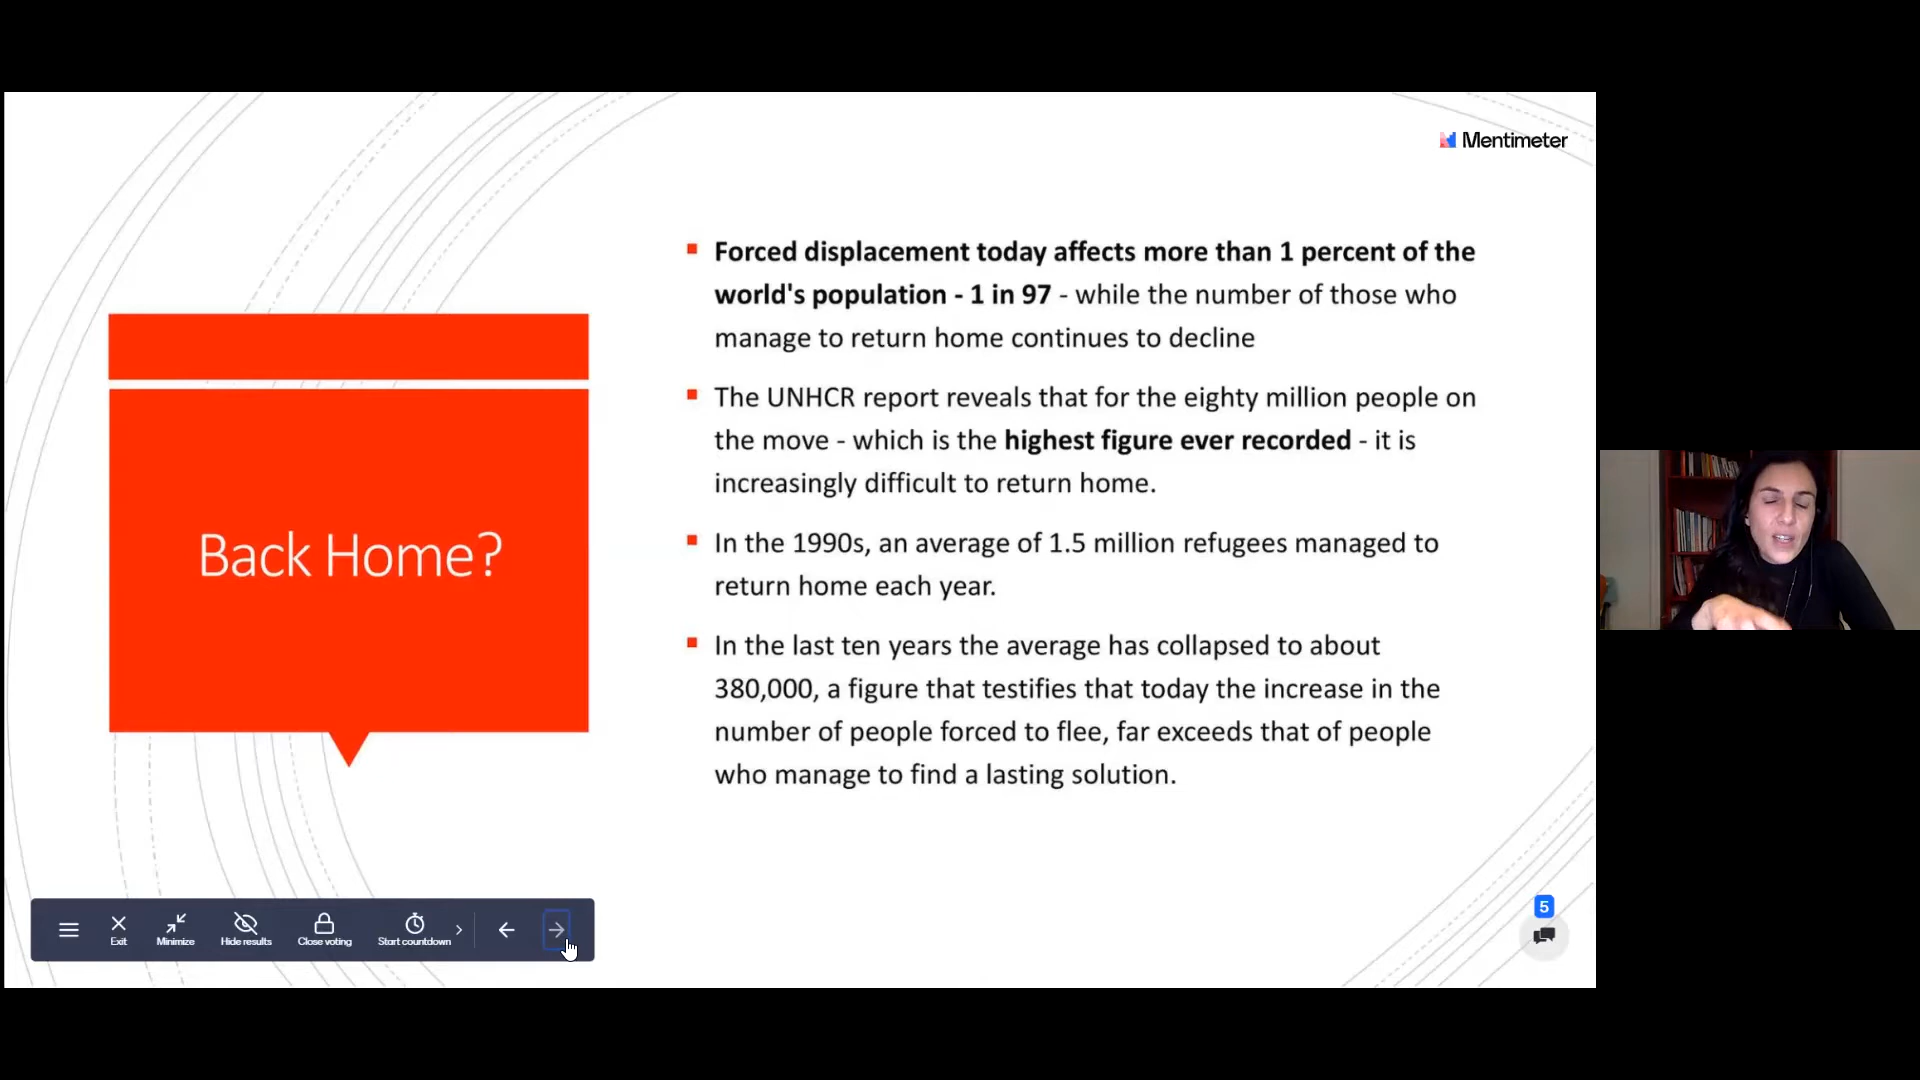 Mentimeter
Back Home?
Forced displacement today affects more than 1 percent of the
world's population - 1 in 97 - while the number of those who
manage to return home continues to decline
The UNHCR report reveals that for the eighty million people on
the move - which is the highest figure ever recorded - it is
increasingly difficult to return home.
In the 1990s, an average of 1.5 million refugees managed to
return home each year.
In the last ten years the average has collapsed to about
380,000, a figure that testifies that today the increase in the
number of people forced to flee, far exceeds that of people
who manage to find a lasting solution.
Exit
Minimize
Hide results
Close voting
Start countdown
5